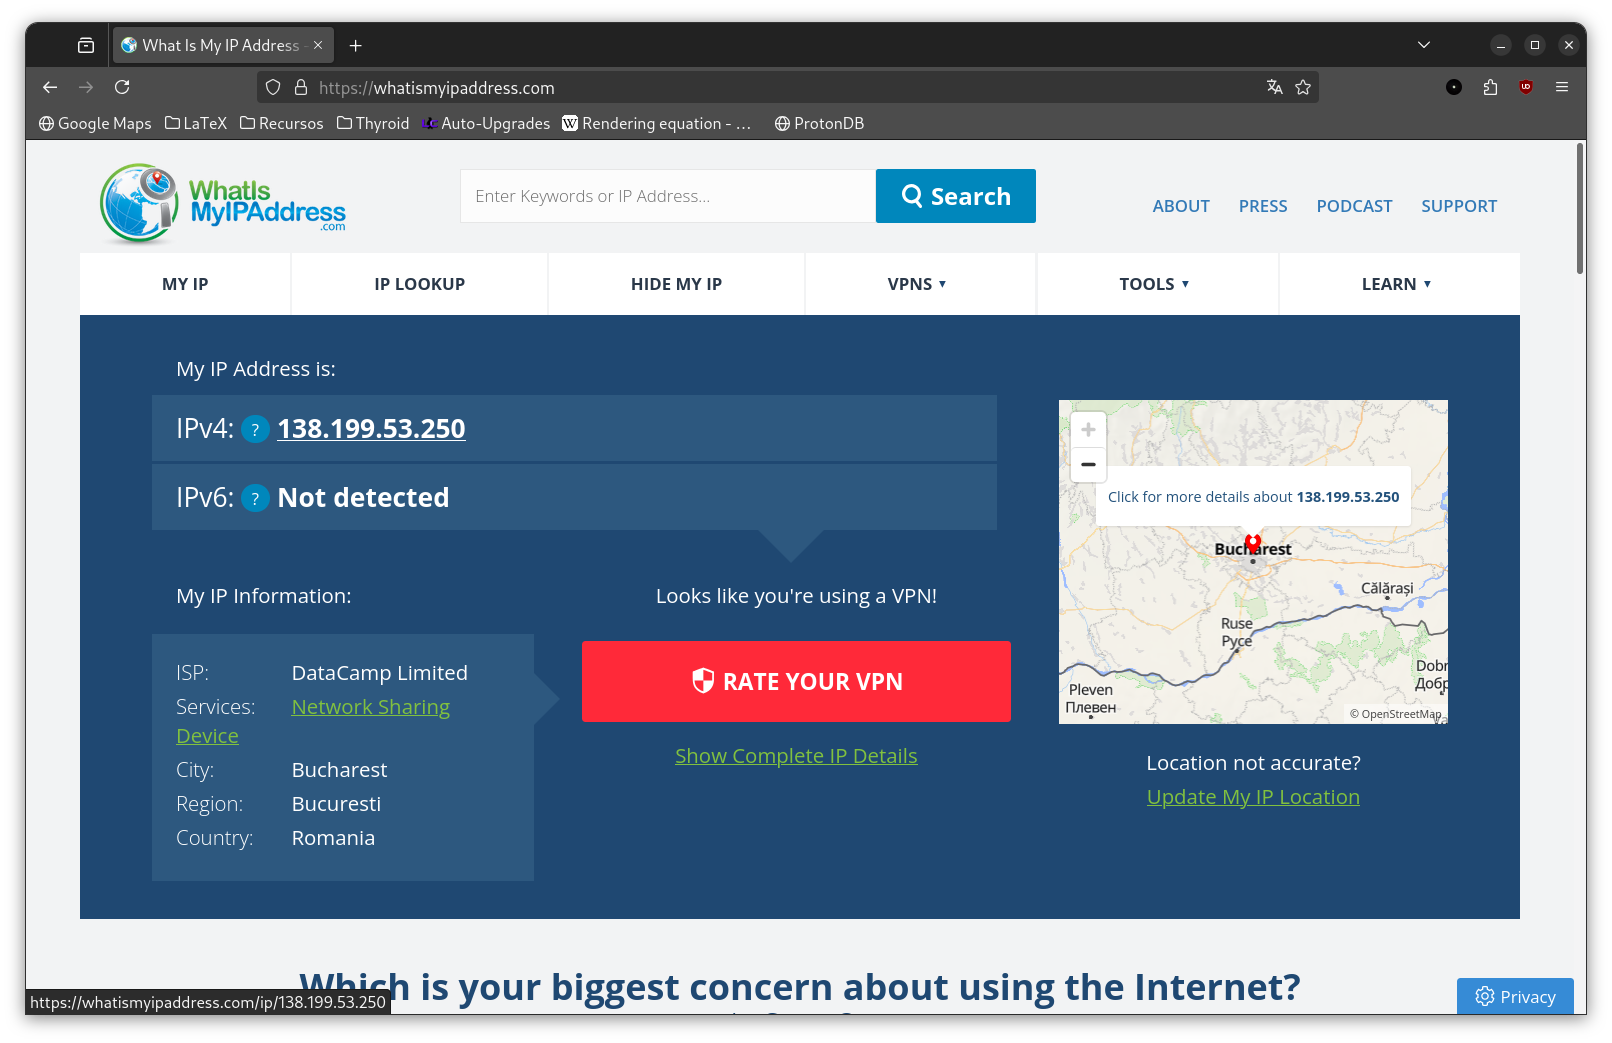 What Is My IP Address -
https://whatismyipaddress.com
Google Maps LaTeX Recursos Thyroid Auto-Upgrades Rendering equation - ... ProtonDB
WhatIs
MyIPAddress
.com
Enter Keywords or IP Address...
Search
ABOUT PRESS PODCAST SUPPORT
MY IP IP LOOKUP HIDE MY IP VPNS ▼ TOOLS ▼ LEARN ▼
My IP Address is:
IPv4: ? 138.199.53.250
IPv6: ? Not detected
My IP Information:
ISP: DataCamp Limited
Services: Network Sharing
Device
City: Bucharest
Region: Bucuresti
Country: Romania
Looks like you're using a VPN!
RATE YOUR VPN
Show Complete IP Details
+
−
Click for more details about 138.199.53.250
Bucharest
Călărași
Ruse
Русе
Dobr
Добр
Pleven
Плевен
© OpenStreetMap
Location not accurate?
Update My IP Location
Which is your biggest concern about using the Internet?
https://whatismyipaddress.com/ip/138.199.53.250
Privacy